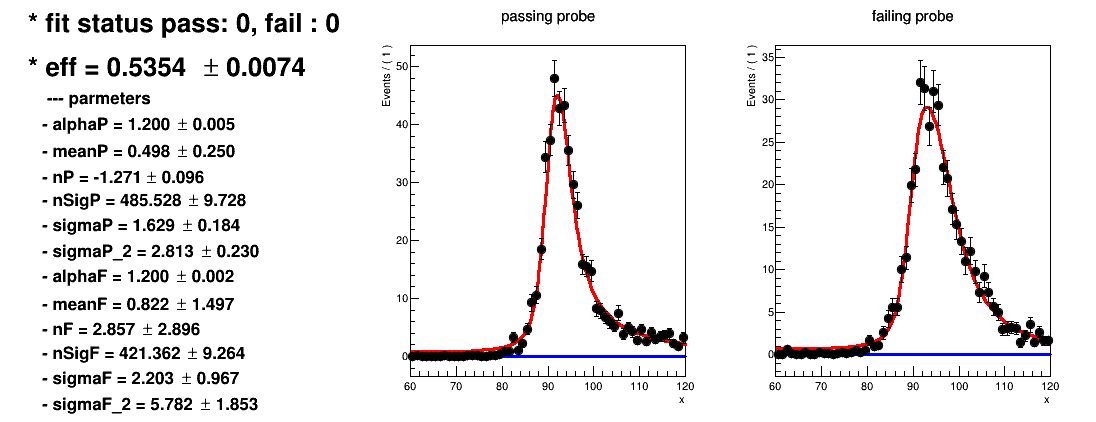 * fit status pass: 0, fail : 0
* eff = 0.5354 ± 0.0074
--- parmeters
- alphaP = 1.200 ± 0.005
- meanP = 0.498 ± 0.250
- nP = -1.271 ± 0.096
- nSigP = 485.528 ± 9.728
- sigmaP = 1.629 ± 0.184
- sigmaP_2 = 2.813 ± 0.230
- alphaF = 1.200 ± 0.002
- meanF = 0.822 ± 1.497
- nF = 2.857 ± 2.896
- nSigF = 421.362 ± 9.264
- sigmaF = 2.203 ± 0.967
- sigmaF_2 = 5.782 ± 1.853
passing probe
Events / ( 1 )
50
40
30
20
10
0
60 70 80 90 100 110 120
x
failing probe
Events / ( 1 )
35
30
25
20
15
10
5
0
60 70 80 90 100 110 120
x